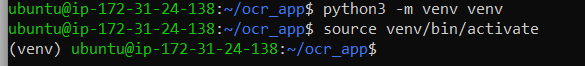 ubuntu@ip-172-31-24-138:~/ocr_app$ python3 -m venv venv
ubuntu@ip-172-31-24-138:~/ocr_app$ source venv/bin/activate
(venv) ubuntu@ip-172-31-24-138:~/ocr_app$